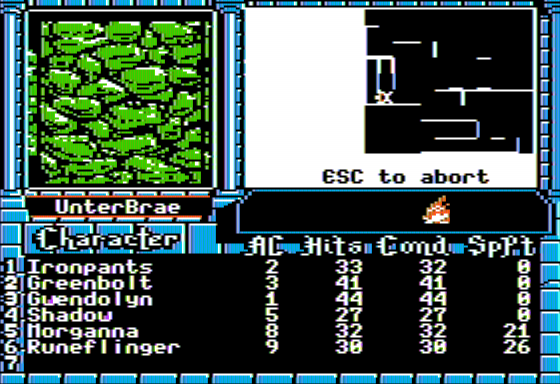 ESC to abort
UnterBrae
Character AC Hits Cond SpPt
1 Ironpants 2 33 32 0
2 Greenbolt 3 41 41 0
3 Gwendolyn 1 44 44 0
4 Shadow 5 27 27 0
5 Morganna 8 32 32 21
6 Runeflinger 9 30 30 26
7